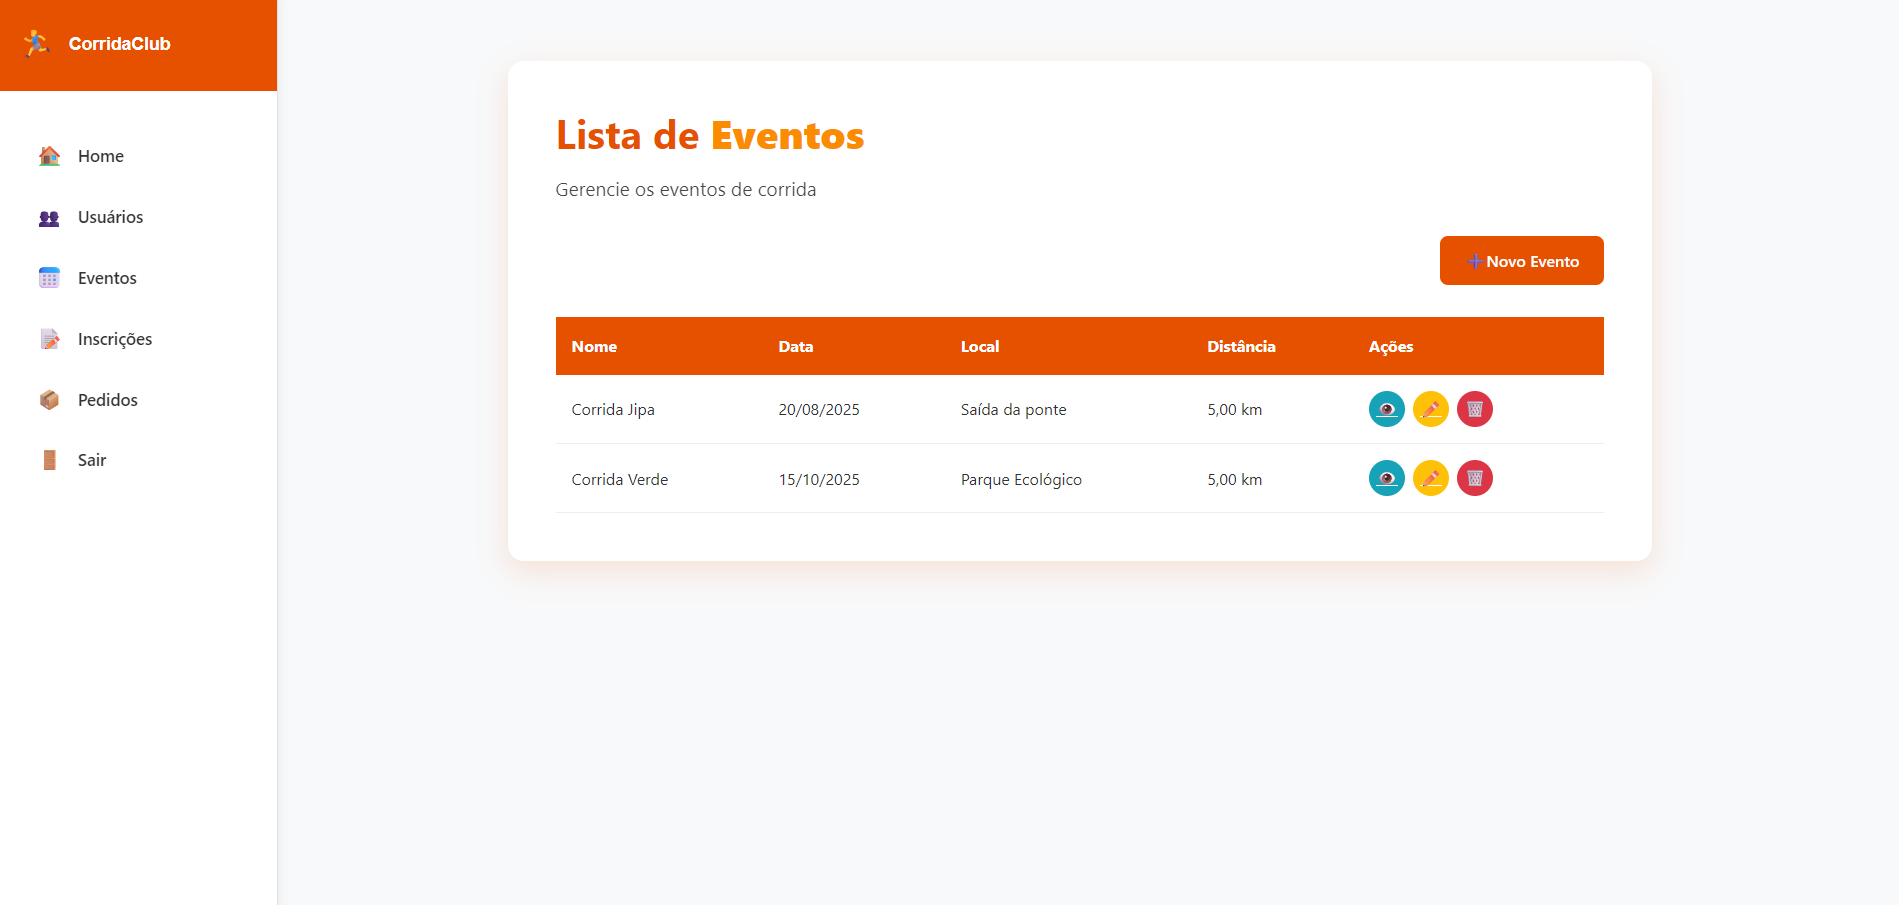 CorridaClub
Home
Usuários
Eventos
Inscrições
Pedidos
Sair
Lista de Eventos
Gerencie os eventos de corrida
Novo Evento
Nome Data Local Distância Ações
Corrida Jipa 20/08/2025 Saída da ponte 5,00 km
Corrida Verde 15/10/2025 Parque Ecológico 5,00 km